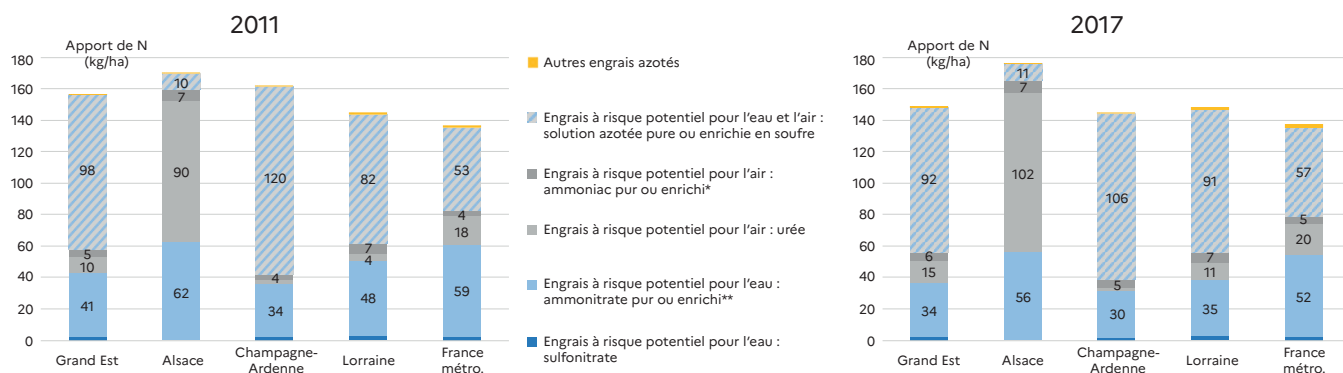 2011
Apport de N
(kg/ha)
180
160
140
120
100
80
60
40
20
0
98
5
10
41
10
7
90
62
120
4
34
82
7
4
48
53
4
18
59
Grand Est
Alsace
Champagne-
Ardenne
Lorraine
France
métro.
Autres engrais azotés
Engrais à risque potentiel pour l'eau et l'air :
solution azotée pure ou enrichie en soufre
Engrais à risque potentiel pour l'air :
ammoniac pur ou enrichi*
Engrais à risque potentiel pour l'air : urée
Engrais à risque potentiel pour l'eau :
ammonitrate pur ou enrichi**
Engrais à risque potentiel pour l'eau :
sulfonitrate
2017
Apport de N
(kg/ha)
180
160
140
120
100
80
60
40
20
0
92
6
15
34
11
7
102
56
106
5
30
91
7
11
35
57
5
20
52
Grand Est
Alsace
Champagne-
Ardenne
Lorraine
France
métro.